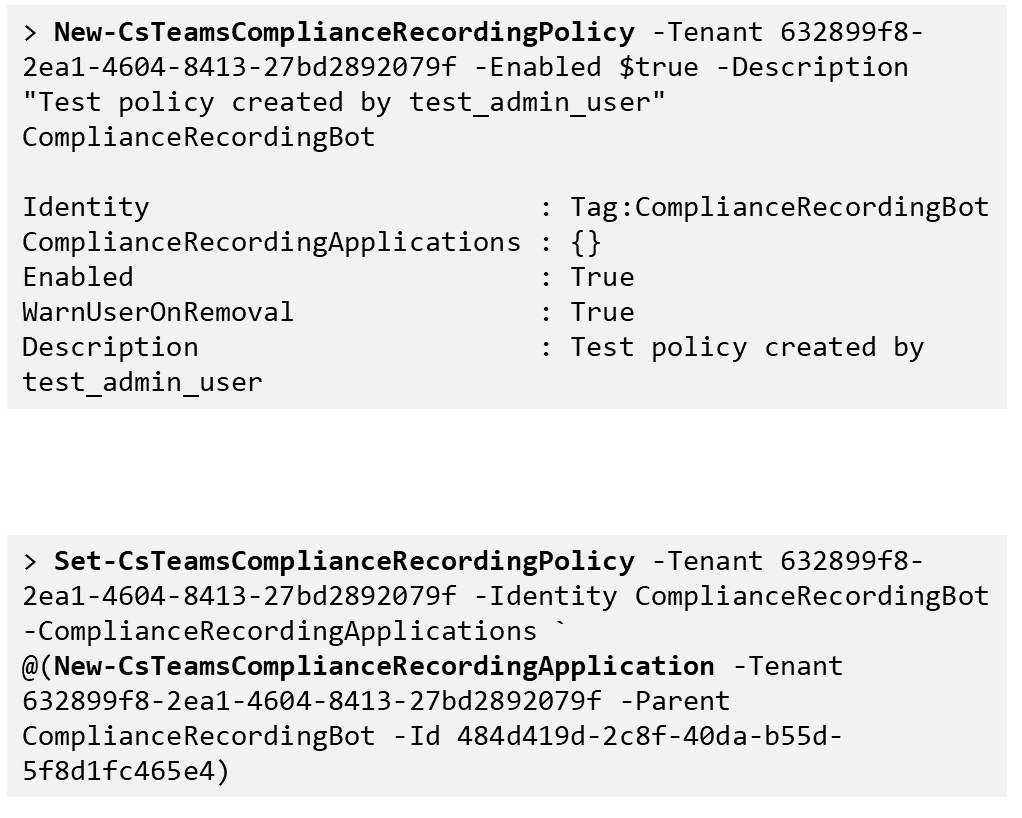 > New-CsTeamsComplianceRecordingPolicy -Tenant 632899f8-
2ea1-4604-8413-27bd2892079f -Enabled $true -Description
"Test policy created by test_admin_user"
ComplianceRecordingBot
Identity : Tag:ComplianceRecordingBot
ComplianceRecordingApplications : {}
Enabled : True
WarnUserOnRemoval : True
Description : Test policy created by
test_admin_user
> Set-CsTeamsComplianceRecordingPolicy -Tenant 632899f8-
2ea1-4604-8413-27bd2892079f -Identity ComplianceRecordingBot
-ComplianceRecordingApplications `
@(New-CsTeamsComplianceRecordingApplication -Tenant
632899f8-2ea1-4604-8413-27bd2892079f -Parent
ComplianceRecordingBot -Id 484d419d-2c8f-40da-b55d-
5f8d1fc465e4)